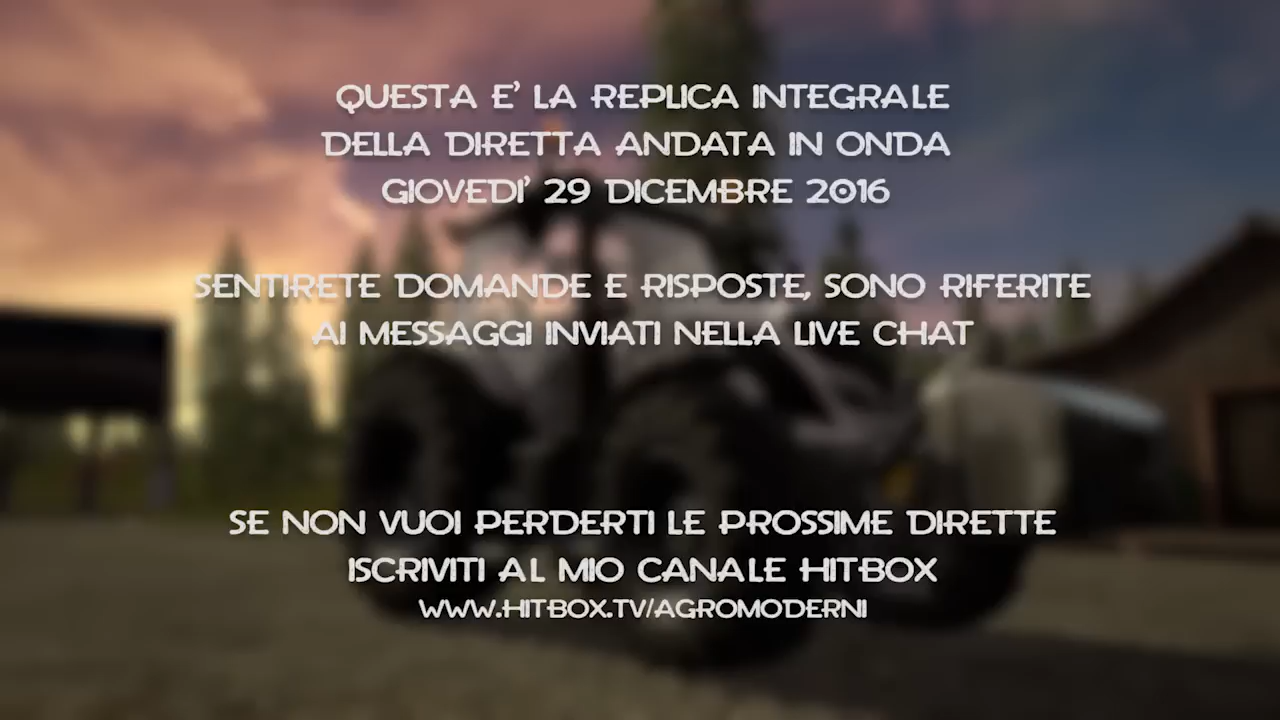 QUESTA E' LA REPLICA INTEGRALE
DELLA DIRETTA ANDATA IN ONDA
GIOVEDI' 29 DICEMBRE 2016
SENTIRETE DOMANDE E RISPOSTE, SONO RIFERITE
AI MESSAGGI INVIATI NELLA LIVE CHAT
SE NON VUOI PERDERTI LE PROSSIME DIRETTE
ISCRIVITI AL MIO CANALE HITBOX
WWW.HITBOX.TV/AGROMODERNI